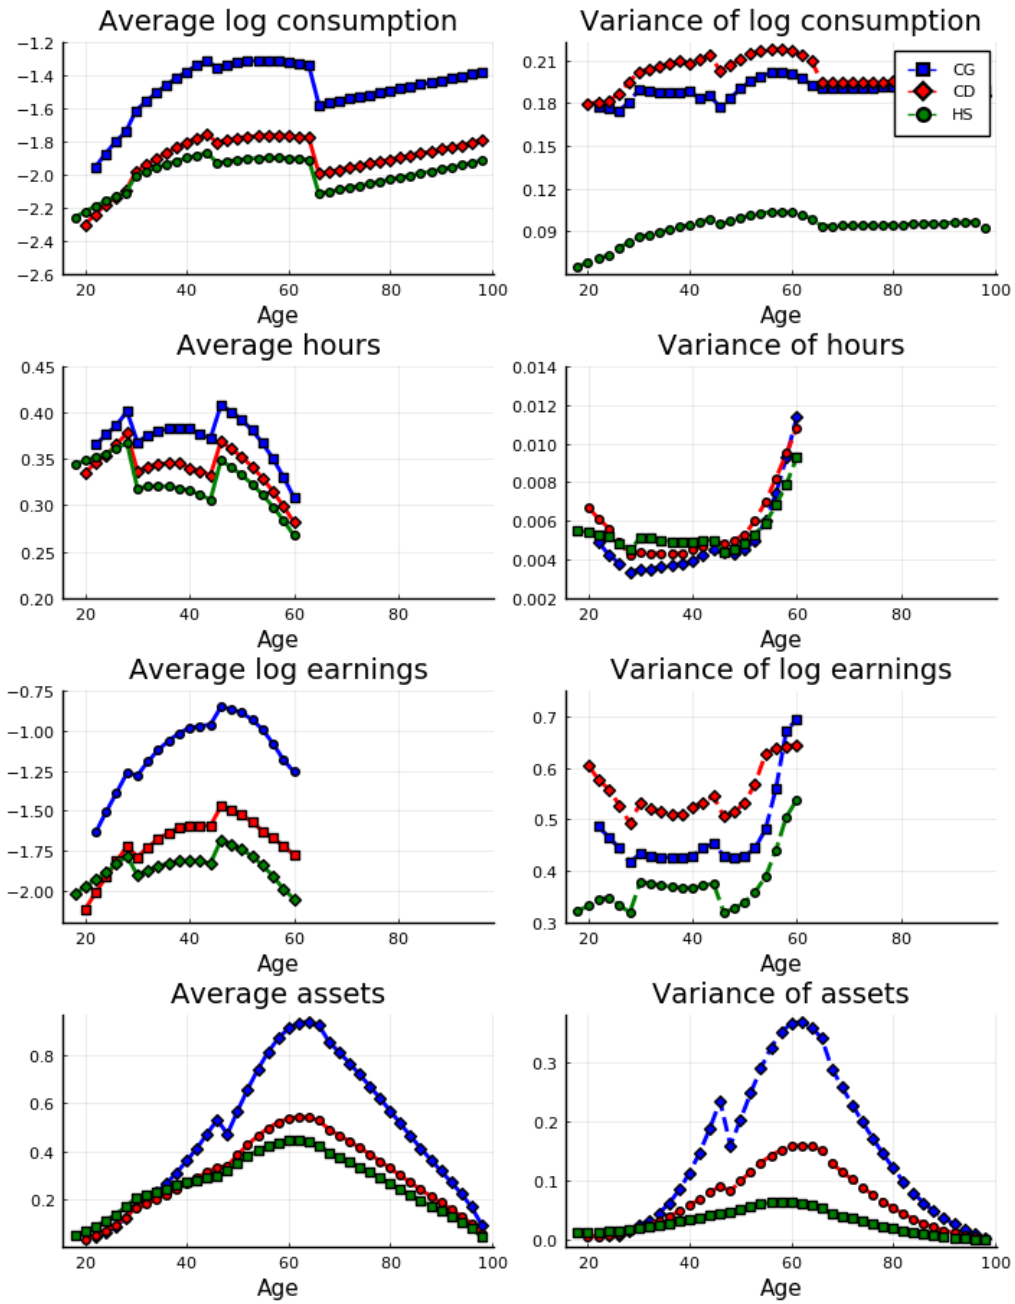 Average log consumption
−1.2
−1.4
−1.6
−1.8
−2.0
−2.2
−2.4
−2.6
20 40 60 80 100
Age
Variance of log consumption
0.21
0.18
0.15
0.12
0.09
CG
CD
HS
20 40 60 80 100
Age
Average hours
0.45
0.40
0.35
0.30
0.25
0.20
20 40 60 80
Age
Variance of hours
0.014
0.012
0.010
0.008
0.006
0.004
0.002
20 40 60 80
Age
Average log earnings
−0.75
−1.00
−1.25
−1.50
−1.75
−2.00
20 40 60 80
Age
Variance of log earnings
0.7
0.6
0.5
0.4
0.3
20 40 60 80
Age
Average assets
0.8
0.6
0.4
0.2
20 40 60 80 100
Age
Variance of assets
0.3
0.2
0.1
0.0
20 40 60 80 100
Age